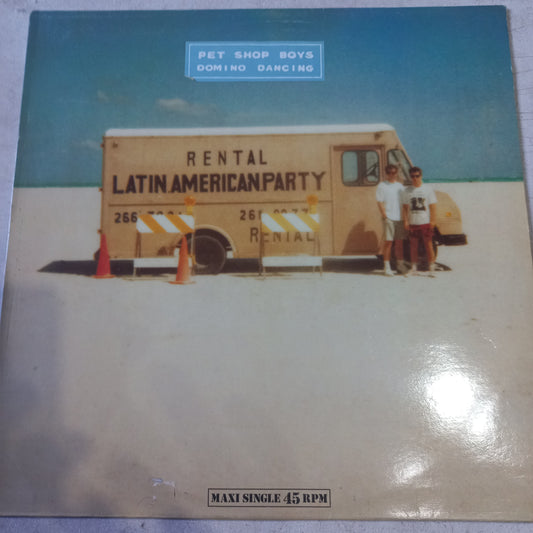 PET SHOP BOYS
DOMINO DANCING
RENTAL
LATIN AMERICAN PARTY
RENTAL
MAXI SINGLE 45 RPM